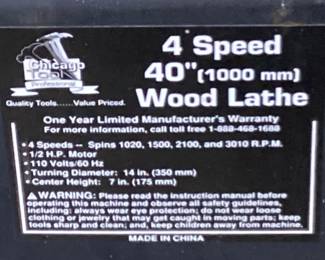 Chicago
Tool
Professional
Quality Tools......Value Priced.
4 Speed
40" (1000 mm)
Wood Lathe
One Year Limited Manufacturer's Warranty
For more information, call toll free 1-888-468-1688
• 4 Speeds -- Spins 1020, 1500, 2100, and 3010 R.P.M.
• 1/2 H.P. Motor
• 110 Volts/60 Hz
• Turning Diameter: 14 in. (350 mm)
• Center Height: 7 in. (175 mm)
⚠ WARNING: Please read the instruction manual before
operating this machine and observe all safety guidelines,
including: always wear eye protection; do not wear loose
clothing or jewelry that may get caught in moving parts; keep
tools sharp and clean; and, keep children away from machine.
MADE IN CHINA